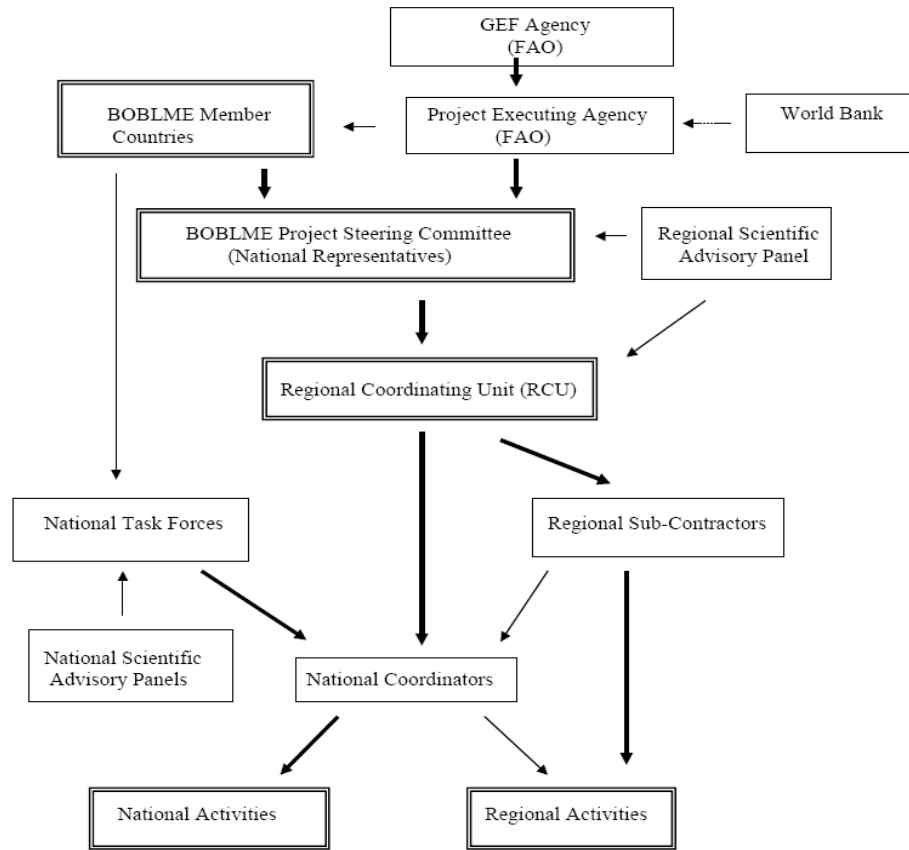 GEF Agency
(FAO)
BOBLME Member
Countries
Project Executing Agency
(FAO)
World Bank
BOBLME Project Steering Committee
(National Representatives)
Regional Scientific
Advisory Panel
Regional Coordinating Unit (RCU)
National Task Forces
Regional Sub-Contractors
National Scientific
Advisory Panels
National Coordinators
National Activities
Regional Activities